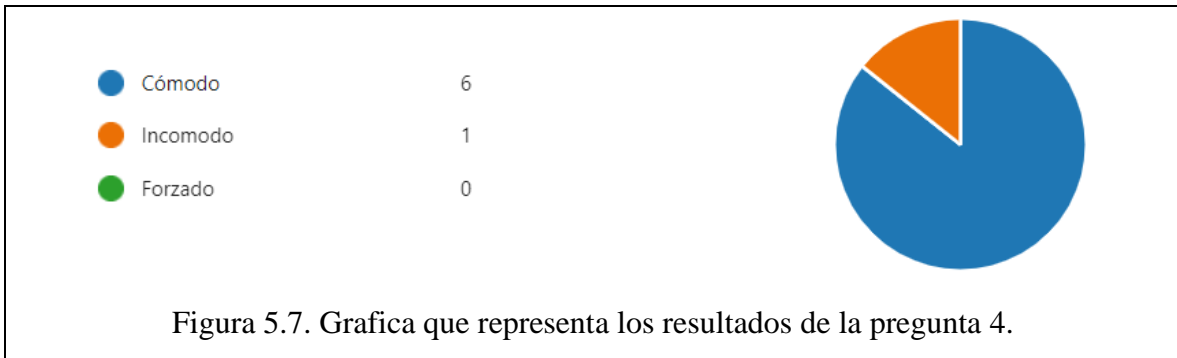 Cómodo 6
Incomodo 1
Forzado 0
Figura 5.7. Grafica que representa los resultados de la pregunta 4.